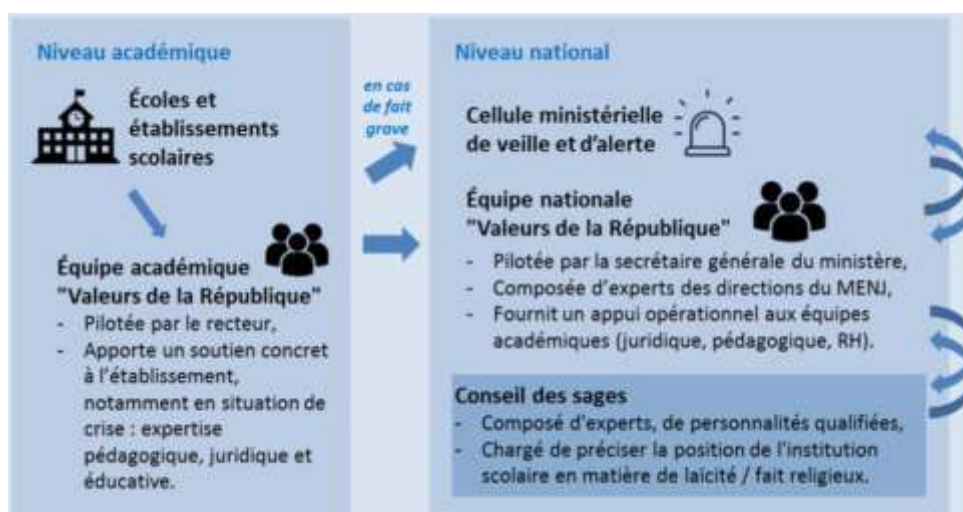 Niveau académique
Écoles et
établissements
scolaires
Équipe académique
"Valeurs de la République"
- Pilotée par le recteur,
- Apporte un soutien concret
à l'établissement,
notamment en situation de
crise : expertise
pédagogique, juridique et
éducative.
en cas
de fait
grave
Niveau national
Cellule ministérielle
de veille et d'alerte
Équipe nationale
"Valeurs de la République"
- Pilotée par la secrétaire générale du ministère,
- Composée d'experts des directions du MENJ,
- Fournit un appui opérationnel aux équipes
académiques (juridique, pédagogique, RH).
Conseil des sages
- Composé d'experts, de personnalités qualifiées,
- Chargé de préciser la position de l'institution
scolaire en matière de laïcité / fait religieux.